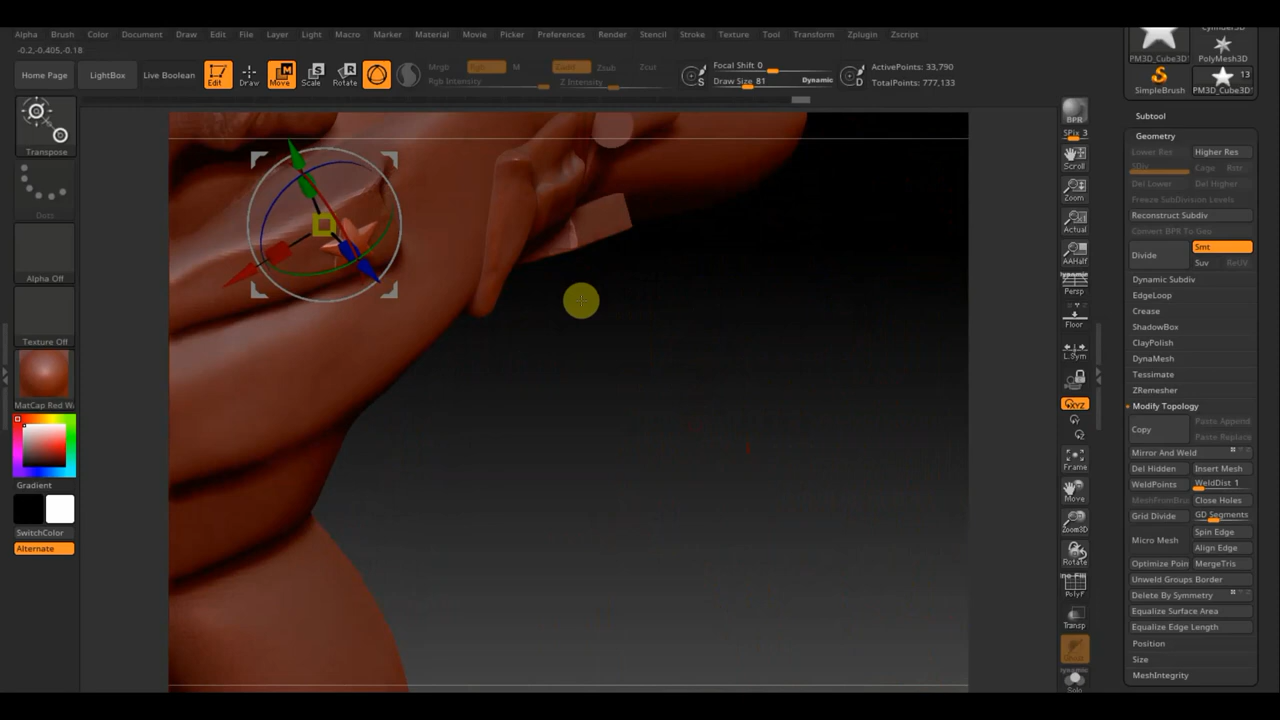 Alpha Brush Color Document Draw Edit File Layer Light Macro Marker Material Movie Picker Preferences Render Stencil Stroke Texture Tool Transform Zplugin Zscript
-0.2,-0.405,-0.18
Home Page LightBox Live Boolean Edit Draw Move Scale Rotate
Mrgb Rgb M Zadd Zsub Zcut
Rgb Intensity Z Intensity
Focal Shift 0
Draw Size 81 Dynamic
S D
ActivePoints: 33,790
TotalPoints: 777,133
PM3D_Cube3D
PolyMesh3D
SimpleBrush
13
PM3D_Cube3D
Transpose
Dots
Alpha Off
Texture Off
MatCap Red W
Gradient
SwitchColor
Alternate
BPR
SPix 3
Scroll
Zoom
Actual
AAHalf
Dynamic
Persp
Floor
L.Sym
XYZ
Frame
Move
Zoom3D
Rotate
Line Fill
PolyF
Transp
Ghost
Dynamic
Solo
Subtool
Geometry
Lower Res Higher Res
SDiv Cage Rstr
Del Lower Del Higher
Freeze SubDivision Levels
Reconstruct Subdiv
Convert BPR To Geo
Divide Smt
Suv ReUV
Dynamic Subdiv
EdgeLoop
Crease
ShadowBox
ClayPolish
DynaMesh
Tessimate
ZRemesher
Modify Topology
Copy Paste Append
Paste Replace
Mirror And Weld
Del Hidden Insert Mesh
WeldPoints WeldDist 1
MeshFromBru Close Holes
Grid Divide GD Segments
Micro Mesh Spin Edge
Align Edge
Optimize Poin MergeTris
Unweld Groups Border
Delete By Symmetry
Equalize Surface Area
Equalize Edge Length
Position
Size
MeshIntegrity